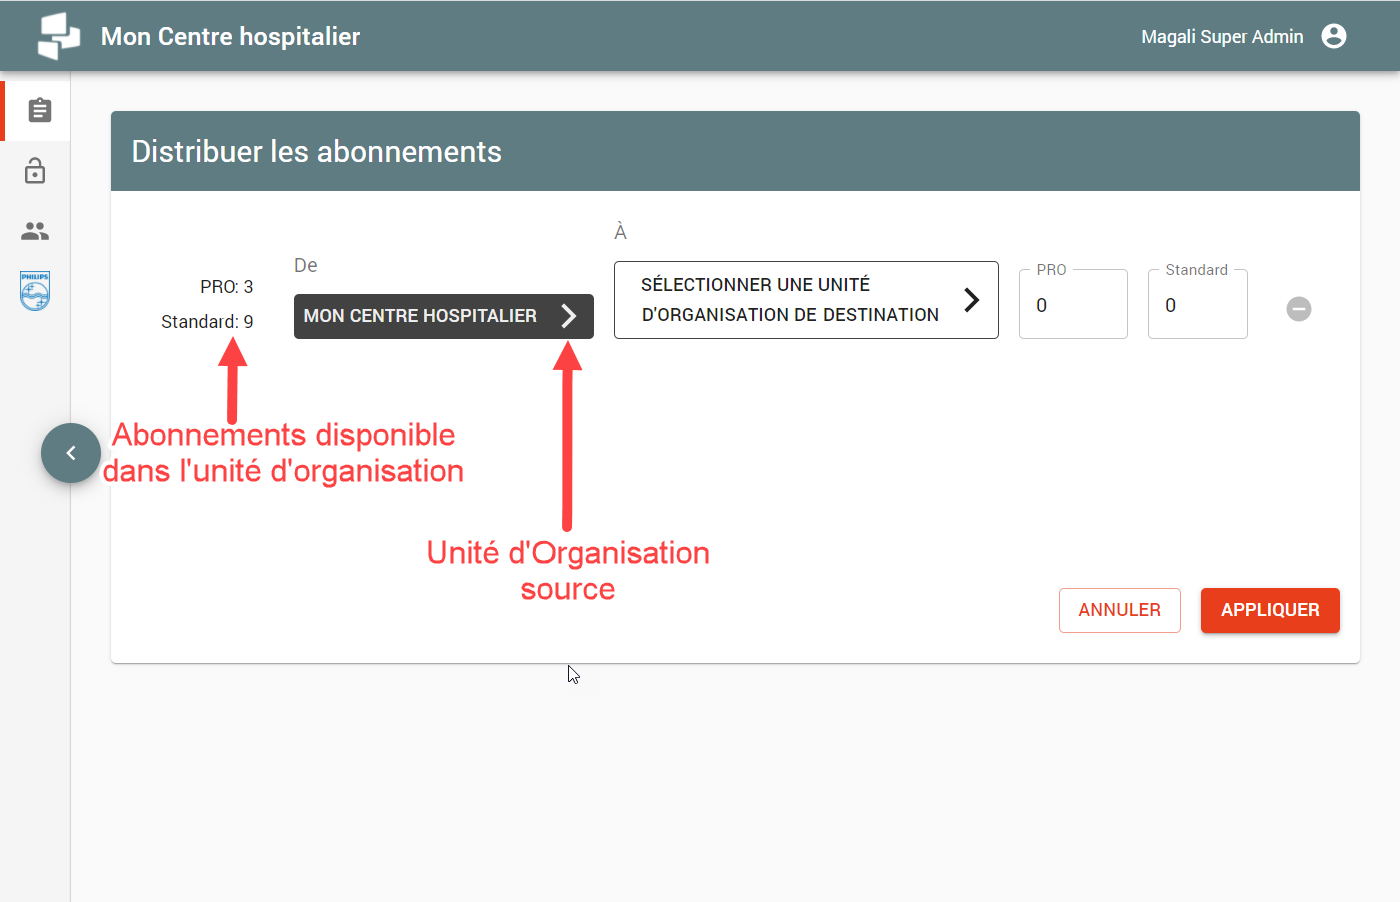 Mon Centre hospitalier
Magali Super Admin
Distribuer les abonnements
À
De
PRO: 3
Standard: 9
MON CENTRE HOSPITALIER
SÉLECTIONNER UNE UNITÉ
D'ORGANISATION DE DESTINATION
PRO
0
Standard
0
PHILIPS
Abonnements disponible
dans l'unité d'organisation
Unité d'Organisation
source
ANNULER
APPLIQUER